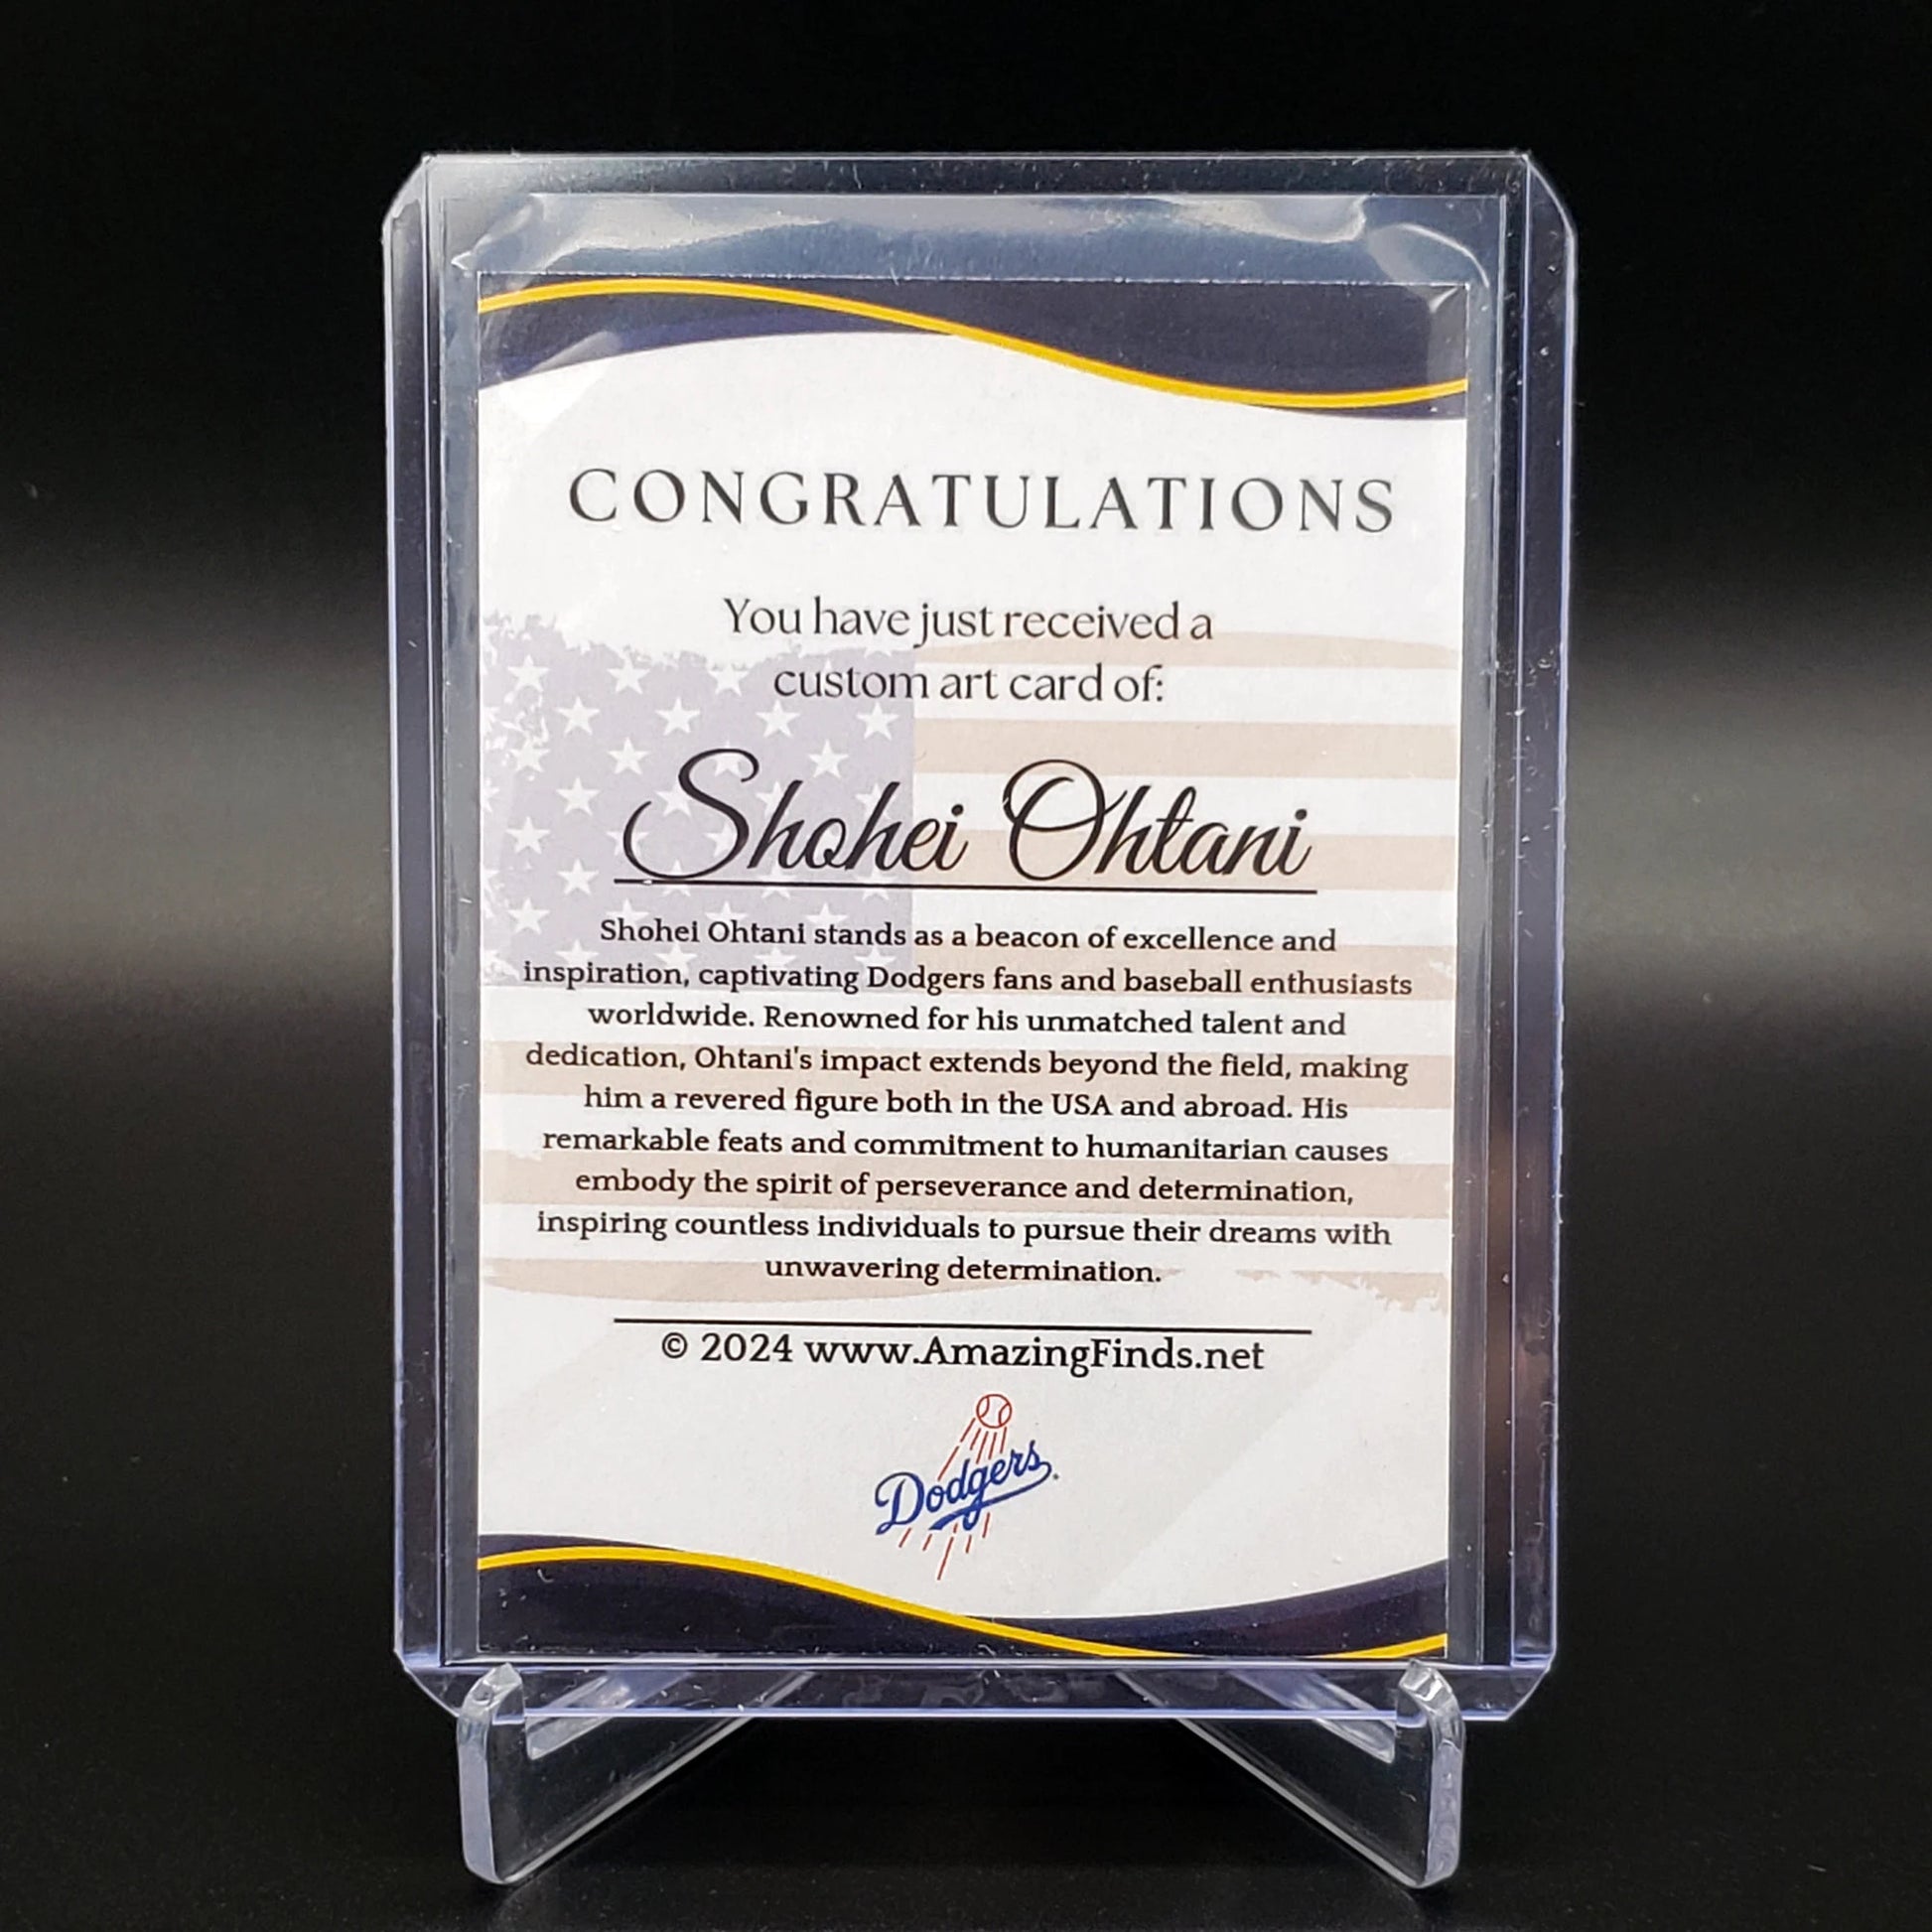 CONGRATULATIONS
You have just received a
custom art card of:
Shohei Ohtani
Shohei Ohtani stands as a beacon of excellence and
inspiration, captivating Dodgers fans and baseball enthusiasts
worldwide. Renowned for his unmatched talent and
dedication, Ohtani's impact extends beyond the field, making
him a revered figure both in the USA and abroad. His
remarkable feats and commitment to humanitarian causes
embody the spirit of perseverance and determination,
inspiring countless individuals to pursue their dreams with
unwavering determination.
© 2024 www.AmazingFinds.net
Dodgers